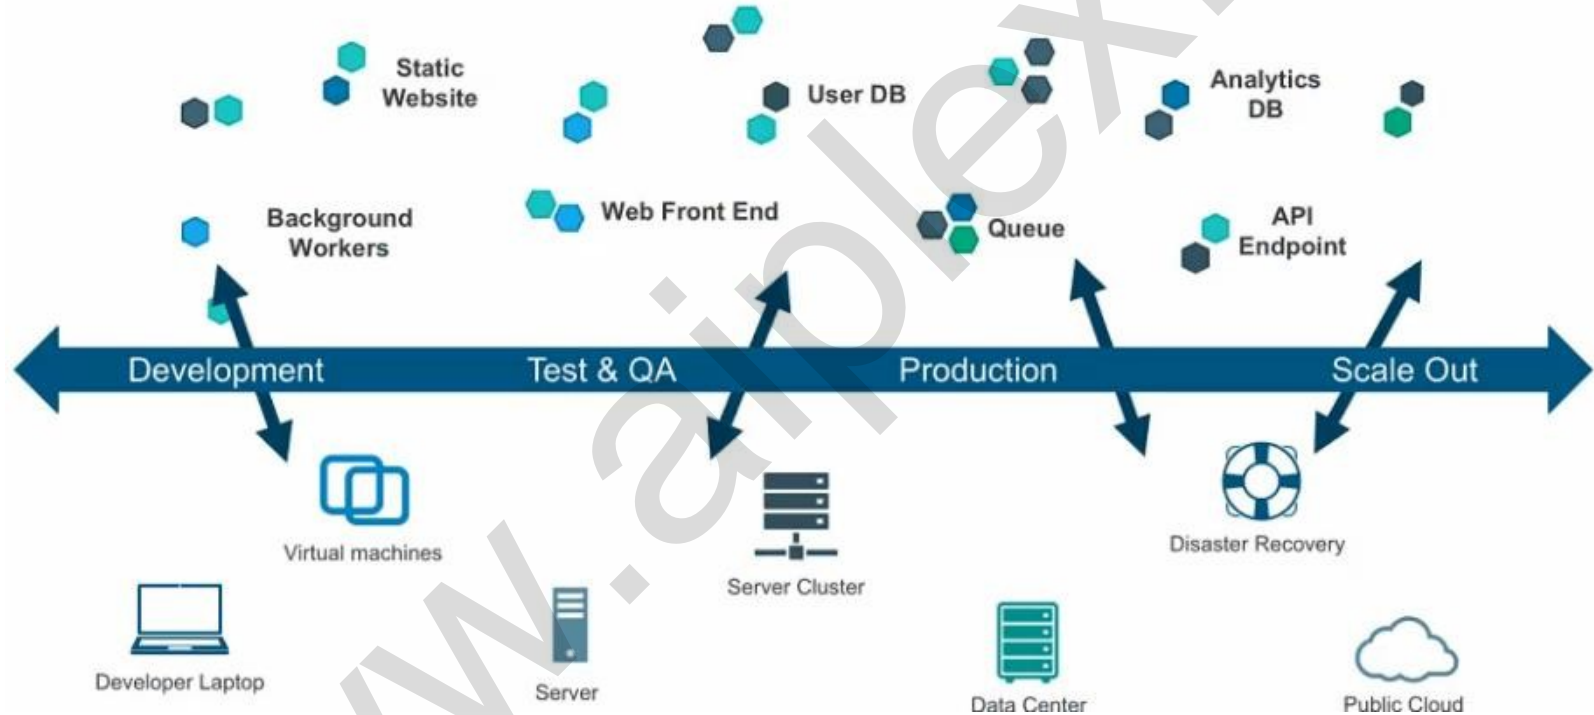 Static
Website
User DB
Analytics
DB
Background
Workers
Web Front End
Queue
API
Endpoint
Development
Test & QA
Production
Scale Out
Virtual machines
Disaster Recovery
Server Cluster
Developer Laptop
Server
Data Center
Public Cloud
w.aiplex